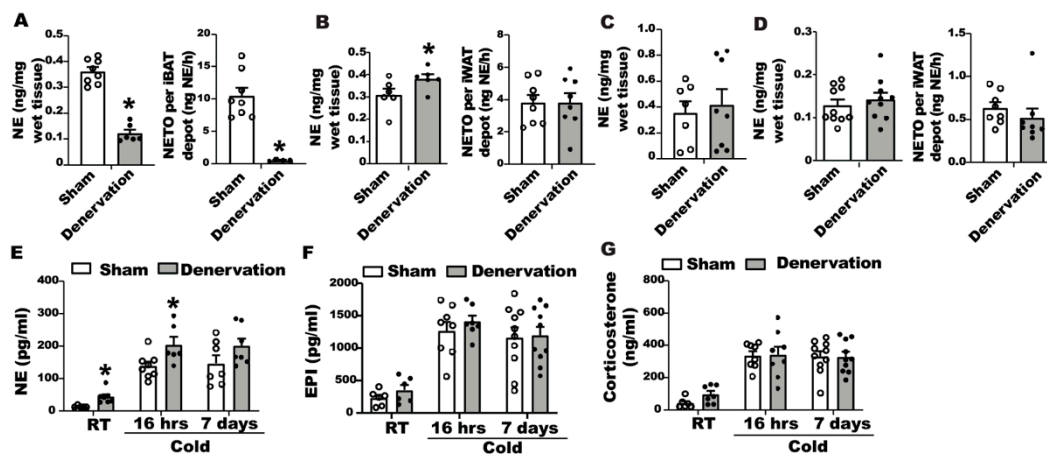 A
NE (ng/mg
wet tissue)
0.4
0.3
0.2
0.1
0
*
Sham
Denervation
NETO per iBAT
depot (ng NE/h)
20
15
10
5
0
*
Sham
Denervation
B
NE (ng/mg
wet tissue)
0.5
0.4
0.3
0.2
0.1
0
*
Sham
Denervation
NETO per iWAT
depot (ng NE/h)
10
8
6
4
2
0
Sham
Denervation
C
NE (ng/mg
wet tissue)
1.0
0.8
0.6
0.4
0.2
0.0
Sham
Denervation
D
NE (ng/mg
wet tissue)
0.3
0.2
0.1
0.0
Sham
Denervation
NETO per iWAT
depot (ng NE/h)
1.5
1.0
0.5
0.0
Sham
Denervation
E
Sham Denervation
NE
(pg/ml)
400
300
200
100
0
*
*
RT
16 hrs 7 days
Cold
F
Sham Denervation
EPI (pg/ml)
2000
1500
1000
500
0
RT
16 hrs 7 days
Cold
G
Sham Denervation
Corticosterone
(ng/ml)
800
600
400
200
0
RT
16 hrs 7 days
Cold